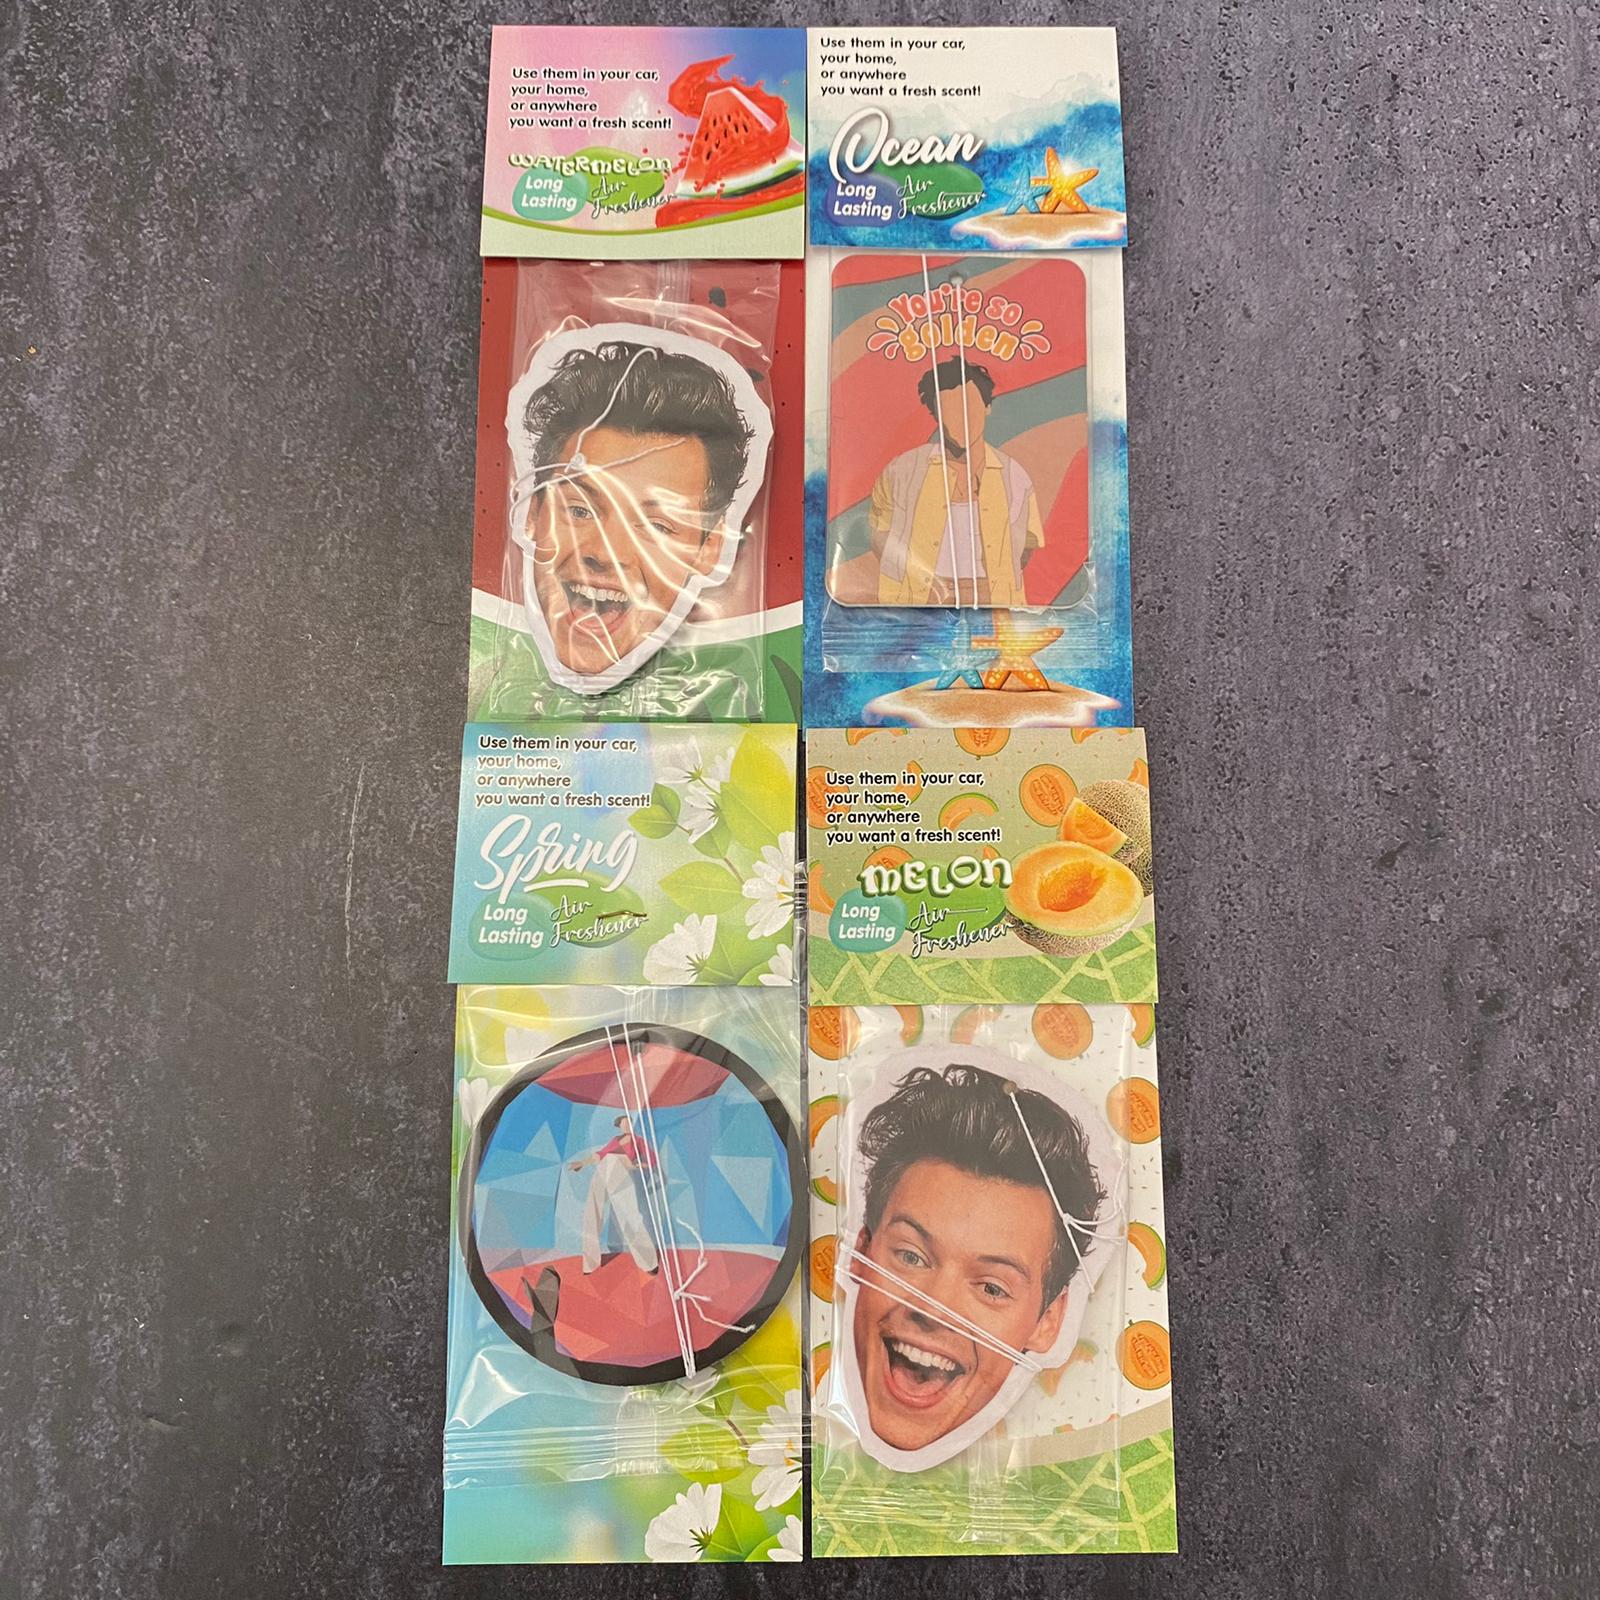 Use them in your car,
your home,
or anywhere
you want a fresh scent!
WATERMELON
Long
Lasting
Air
Freshener
Use them in your car,
your home,
or anywhere
you want a fresh scent!
Ocean
Long
Lasting
Air
Freshener
You're so
golden
Use them in your car,
your home,
or anywhere
you want a fresh scent!
Spring
Long
Lasting
Air
Freshener
Use them in your car,
your home,
or anywhere
you want a fresh scent!
MELON
Long
Lasting
Air
Freshener